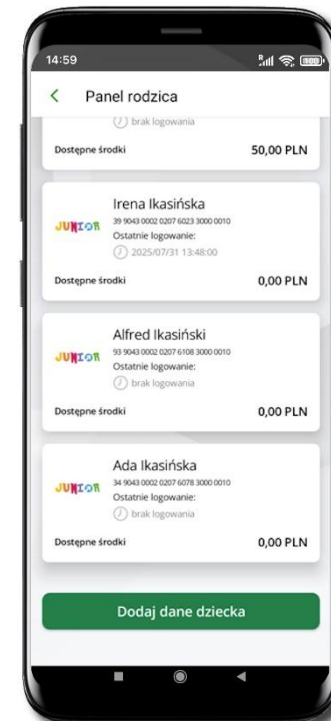 14:59
R
100
Panel rodzica
brak logowania
Dostępne środki 50,00 PLN
Irena Ikasińska
39 9043 0002 0207 6023 3000 0010
JUNIOR
Ostatnie logowanie:
2025/07/31 13:48:00
Dostępne środki 0,00 PLN
Alfred Ikasiński
93 9043 0002 0207 6108 3000 0010
JUNIOR
Ostatnie logowanie:
brak logowania
Dostępne środki 0,00 PLN
Ada Ikasińska
34 9043 0002 0207 6078 3000 0010
JUNIOR
Ostatnie logowanie:
brak logowania
Dostępne środki 0,00 PLN
Dodaj dane dziecka